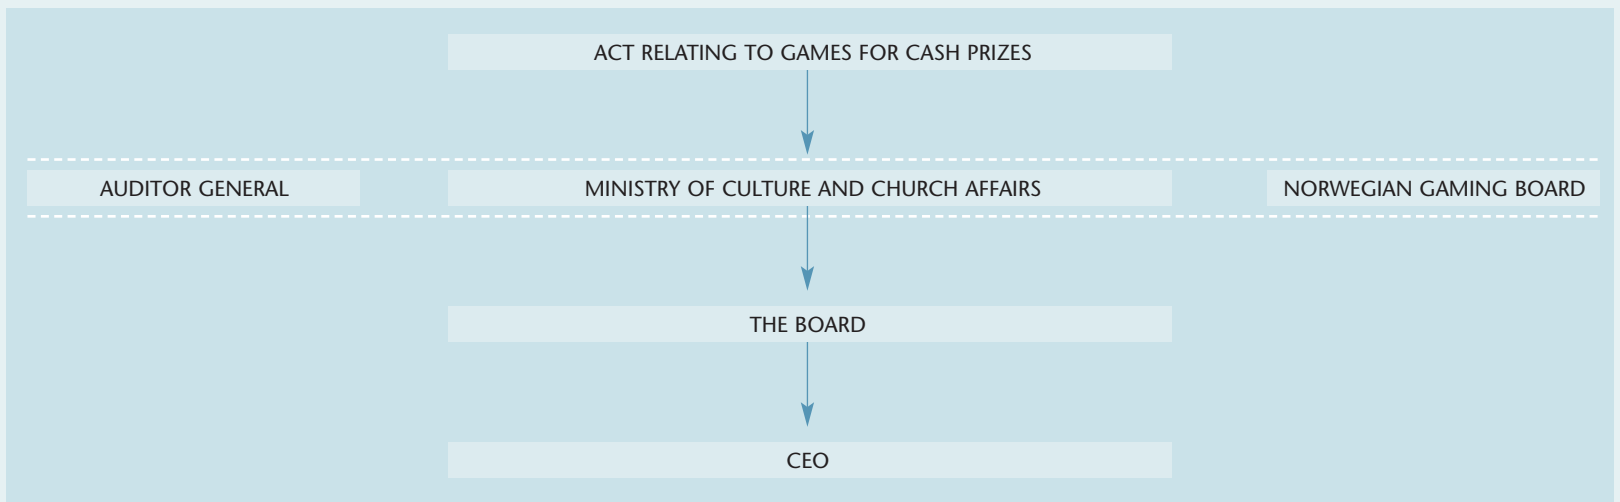 ACT RELATING TO GAMES FOR CASH PRIZES
AUDITOR GENERAL
MINISTRY OF CULTURE AND CHURCH AFFAIRS
NORWEGIAN GAMING BOARD
THE BOARD
CEO